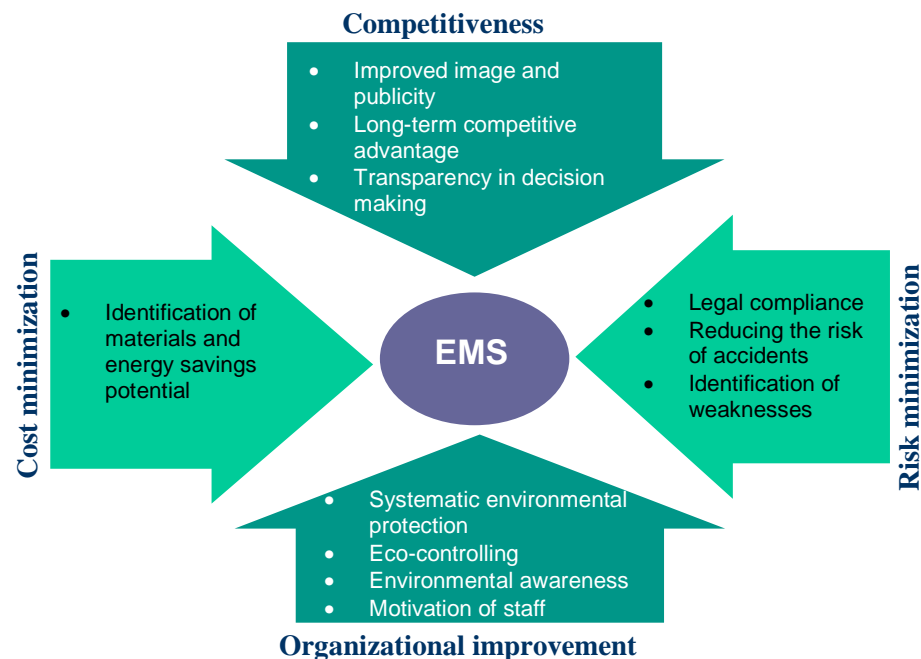 Competitiveness
• Improved image and
publicity
• Long-term competitive
advantage
• Transparency in decision
making
Cost minimization
• Identification of
materials and
energy savings
potential
EMS
• Legal compliance
• Reducing the risk
of accidents
• Identification of
weaknesses
Risk minimization
• Systematic environmental
protection
• Eco-controlling
• Environmental awareness
• Motivation of staff
Organizational improvement